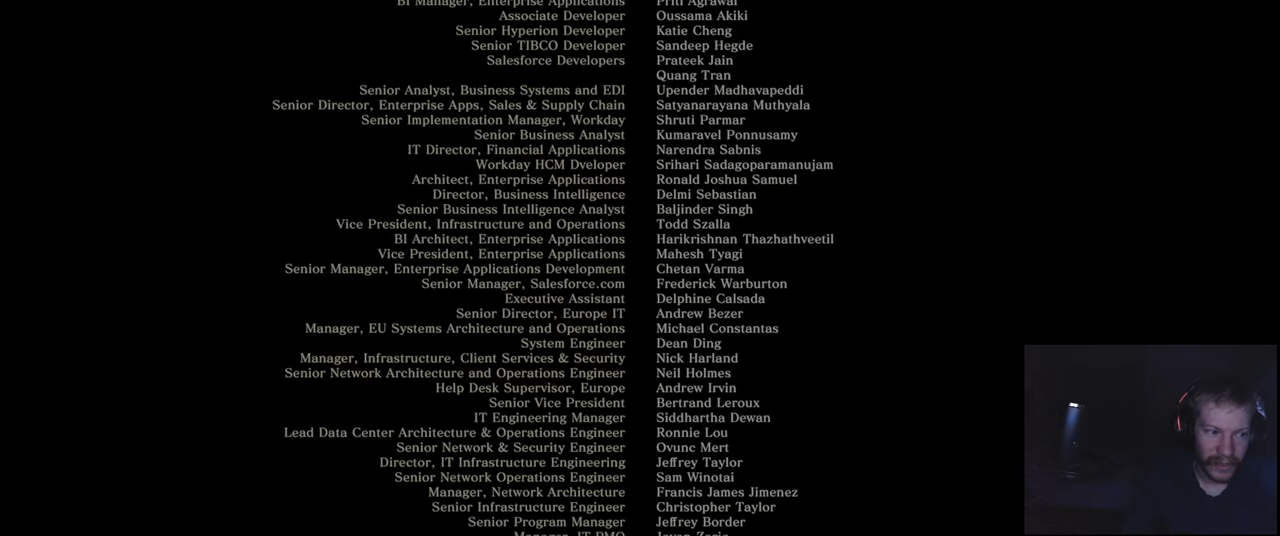 BI Manager, Enterprise Applications Priti Agrawal
Associate Developer Oussama Akiki
Senior Hyperion Developer Katie Cheng
Senior TIBCO Developer Sandeep Hegde
Salesforce Developers Prateek Jain
Quang Tran
Senior Analyst, Business Systems and EDI Upender Madhavapeddi
Senior Director, Enterprise Apps, Sales & Supply Chain Satyanarayana Muthyala
Senior Implementation Manager, Workday Shruti Parmar
Senior Business Analyst Kumaravel Ponnusamy
IT Director, Financial Applications Narendra Sabnis
Workday HCM Dveloper Srihari Sadagoparamanujam
Architect, Enterprise Applications Ronald Joshua Samuel
Director, Business Intelligence Delmi Sebastian
Senior Business Intelligence Analyst Baljinder Singh
Vice President, Infrastructure and Operations Todd Szalla
BI Architect, Enterprise Applications Harikrishnan Thazhathveetil
Vice President, Enterprise Applications Mahesh Tyagi
Senior Manager, Enterprise Applications Development Chetan Varma
Senior Manager, Salesforce.com Frederick Warburton
Executive Assistant Delphine Calsada
Senior Director, Europe IT Andrew Bezer
Manager, EU Systems Architecture and Operations Michael Constantas
System Engineer Dean Ding
Manager, Infrastructure, Client Services & Security Nick Harland
Senior Network Architecture and Operations Engineer Neil Holmes
Help Desk Supervisor, Europe Andrew Irvin
Senior Vice President Bertrand Leroux
IT Engineering Manager Siddhartha Dewan
Lead Data Center Architecture & Operations Engineer Ronnie Lou
Senior Network & Security Engineer Ovunc Mert
Director, IT Infrastructure Engineering Jeffrey Taylor
Senior Network Operations Engineer Sam Winotai
Manager, Network Architecture Francis James Jimenez
Senior Infrastructure Engineer Christopher Taylor
Senior Program Manager Jeffrey Border
Manager, IT PMO